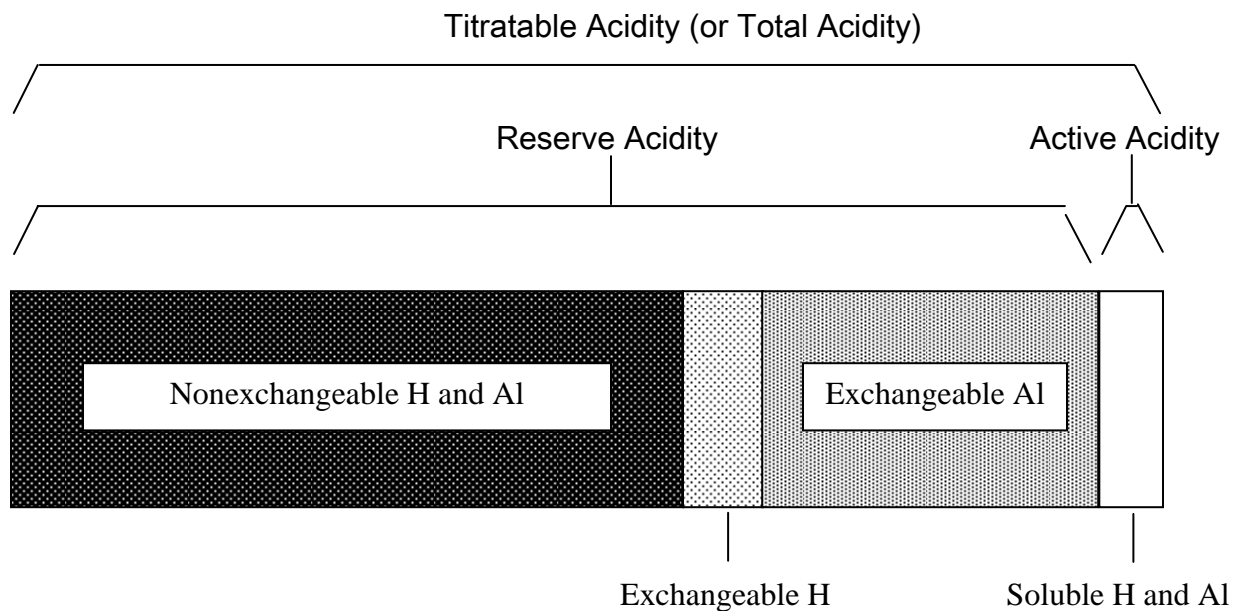 Titratable Acidity (or Total Acidity)
Reserve Acidity
Active Acidity
Nonexchangeable H and Al
Exchangeable Al
Exchangeable H
Soluble H and Al